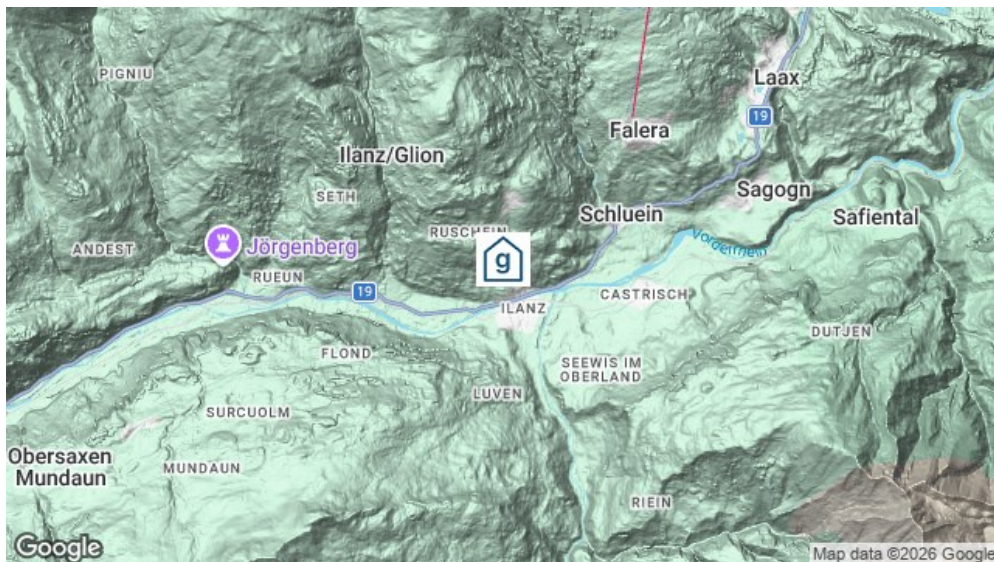 PIGNIU
Laax
19
Falera
Ilanz/Glion
SETH
Sagogn
Schluein
Safiental
RUSCHEIN
Vorderrhein
Jörgenberg
ANDEST
g
RUEUN
19
ILANZ
CASTRISCH
DUTJEN
FLOND
SEEWIS IM
OBERLAND
LUVEN
SURCUOLM
Obersaxen
Mundaun
MUNDAUN
RIEIN
Google
Map data ©2026 Google